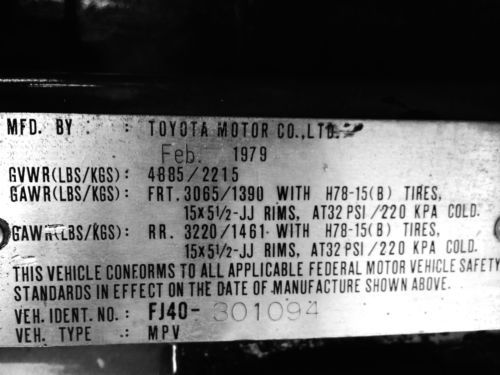 MFD. BY : : TOYOTA MOTOR CO.,LTD.
Feb. 1979
GVWR(LBS/KGS): 4885/2215
GAWR(LBS/KGS): FRT. 3065/1390 WITH H78-15(B) TIRES,
15×5½-JJ RIMS, AT32 PSI/220 KPA COLD.
GAWR(LBS/KGS): RR. 3220/1461 WITH H78-15(B) TIRES,
15×5½-JJ RIMS, AT32 PSI/220 KPA COLD.
THIS VEHICLE CONFORMS TO ALL APPLICABLE FEDERAL MOTOR VEHICLE SAFETY
STANDARDS IN EFFECT ON THE DATE OF MANUFACTURE SHOWN ABOVE.
VEH. IDENT. NO. : FJ40-301094
VEH. TYPE : MPV